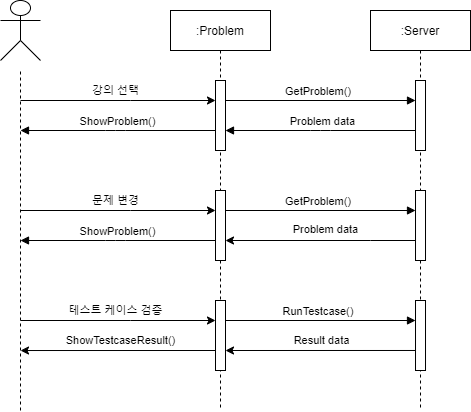 :Problem
:Server
강의 선택
GetProblem()
ShowProblem()
Problem data
문제 변경
GetProblem()
ShowProblem()
Problem data
테스트 케이스 검증
RunTestcase()
ShowTestcaseResult()
Result data